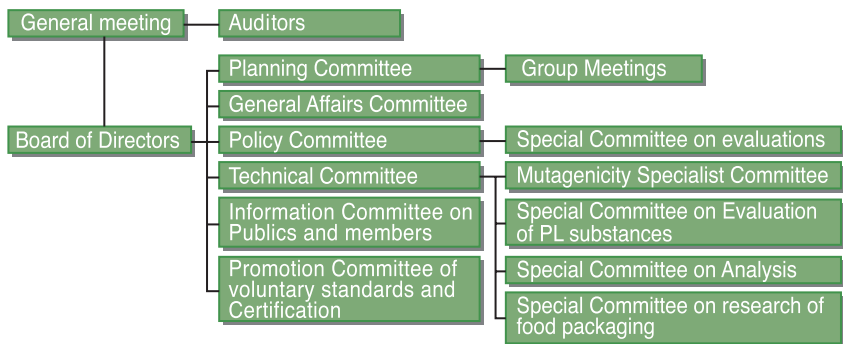 General meeting
Auditors
Planning Committee
Group Meetings
General Affairs Committee
Board of Directors
Policy Committee
Special Committee on evaluations
Technical Committee
Mutagenicity Specialist Committee
Information Committee on
Publics and members
Special Committee on Evaluation
of PL substances
Promotion Committee of
voluntary standards and
Certification
Special Committee on Analysis
Special Committee on research of
food packaging